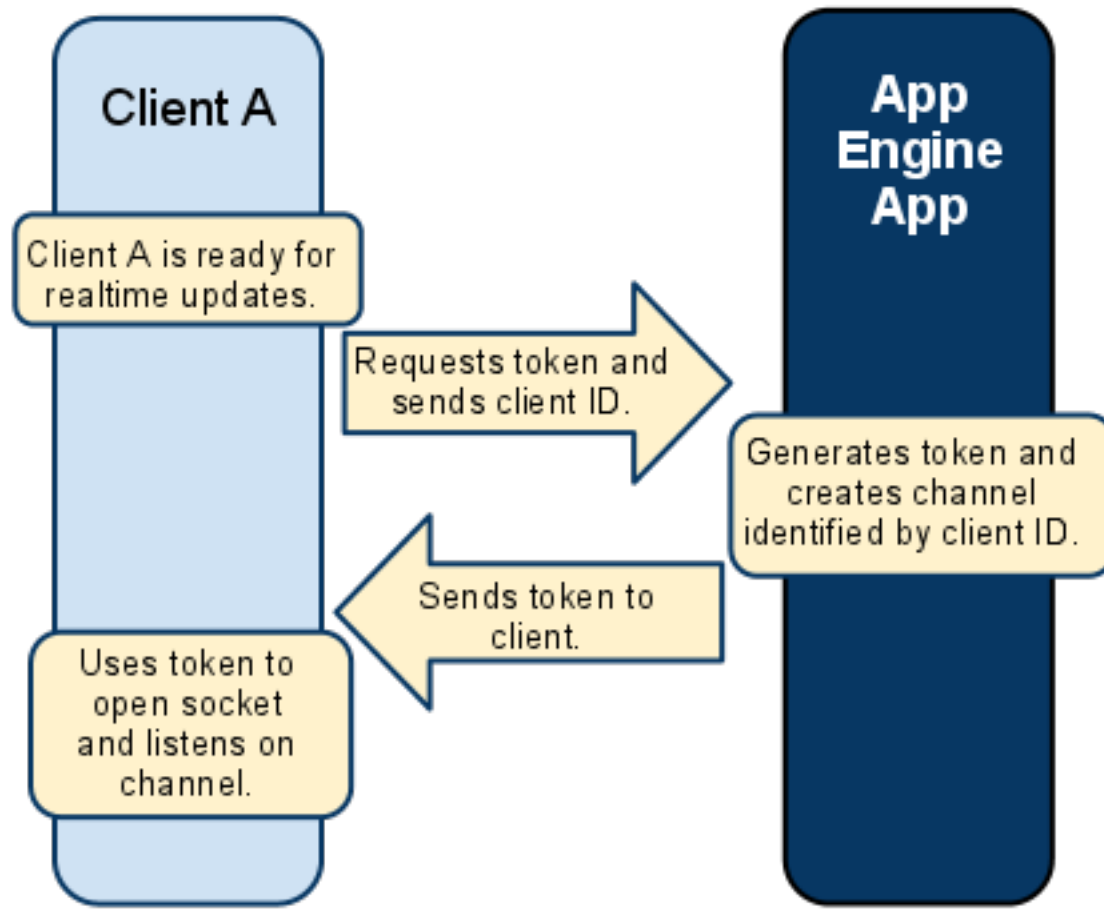 Client A
App
Engine
App
Client A is ready for
realtime updates.
Requests token and
sends client ID.
Generates token and
creates channel
identified by client ID.
Sends token to
client.
Uses token to
open socket
and listens on
channel.